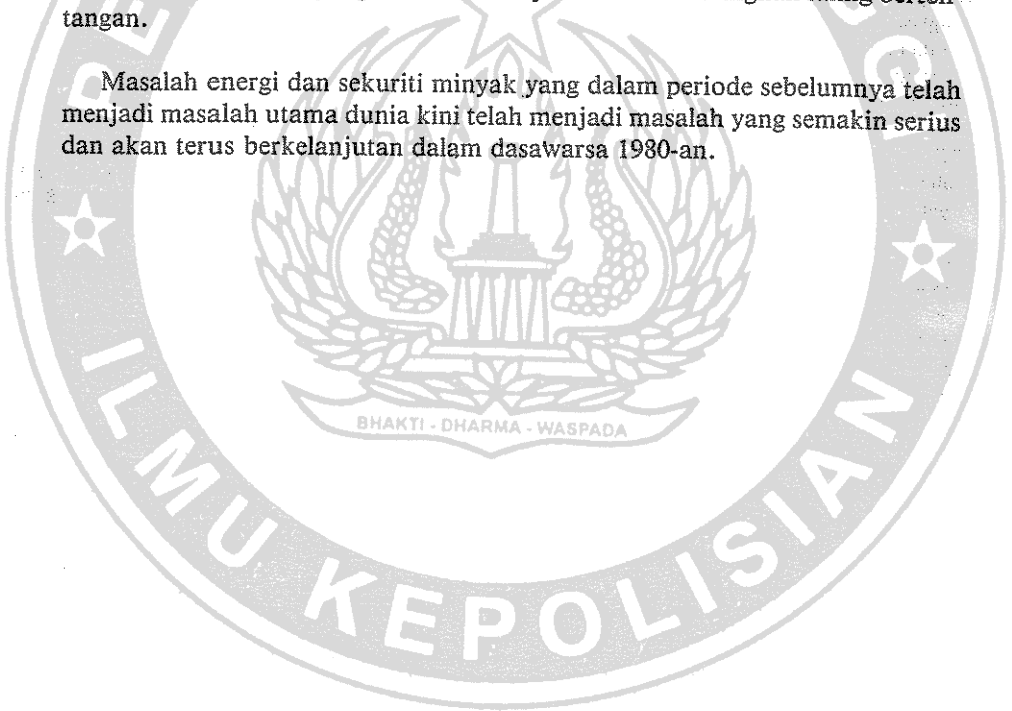 tangan.
Masalah energi dan sekuriti minyak yang dalam periode sebelumnya telah
menjadi masalah utama dunia kini telah menjadi masalah yang semakin serius
dan akan terus berkelanjutan dalam dasawarsa 1980-an.
BHAKTI - DHARMA - WASPADA
ILMU KEPOLISIAN